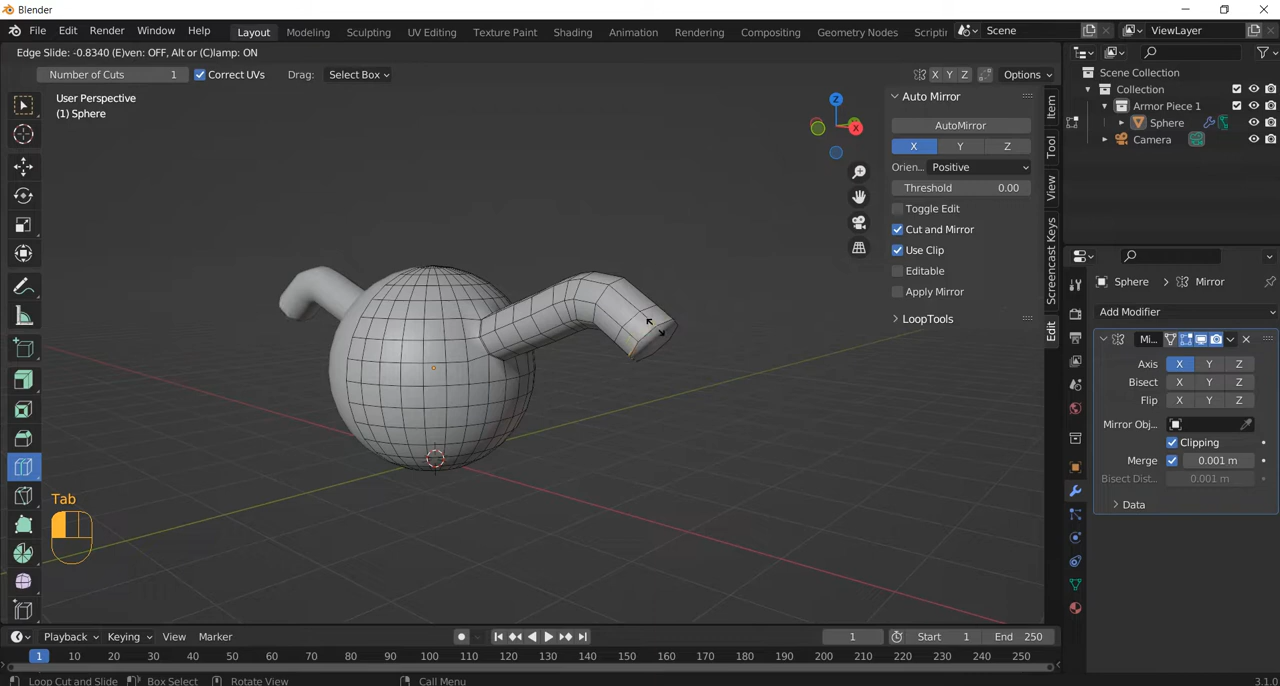 Blender
File Edit Render Window Help Layout Modeling Sculpting UV Editing Texture Paint Shading Animation Rendering Compositing Geometry Nodes Scriptin Scene ViewLayer
Edge Slide: -0.8340 (E)ven: OFF, Alt or (C)lamp: ON
Number of Cuts 1 Correct UVs Drag: Select Box X Y Z Options
User Perspective
(1) Sphere
Z
X
Auto Mirror
AutoMirror
X Y Z
Orien... Positive
Threshold 0.00
Toggle Edit
Cut and Mirror
Use Clip
Editable
Apply Mirror
LoopTools
Item
Tool
View
Screencast Keys
Edit
Scene Collection
Collection
Armor Piece 1
Sphere
Camera
Sphere > Mirror
Add Modifier
Mi...
Axis X Y Z
Bisect X Y Z
Flip X Y Z
Mirror Obj...
Clipping
Merge 0.001 m
Bisect Dist... 0.001 m
Data
Tab
Playback Keying View Marker 1 Start 1 End 250
1 10 20 30 40 50 60 70 80 90 100 110 120 130 140 150 160 170 180 190 200 210 220 230 240 250
Loop Cut and Slide Box Select Rotate View Call Menu 3.1.0